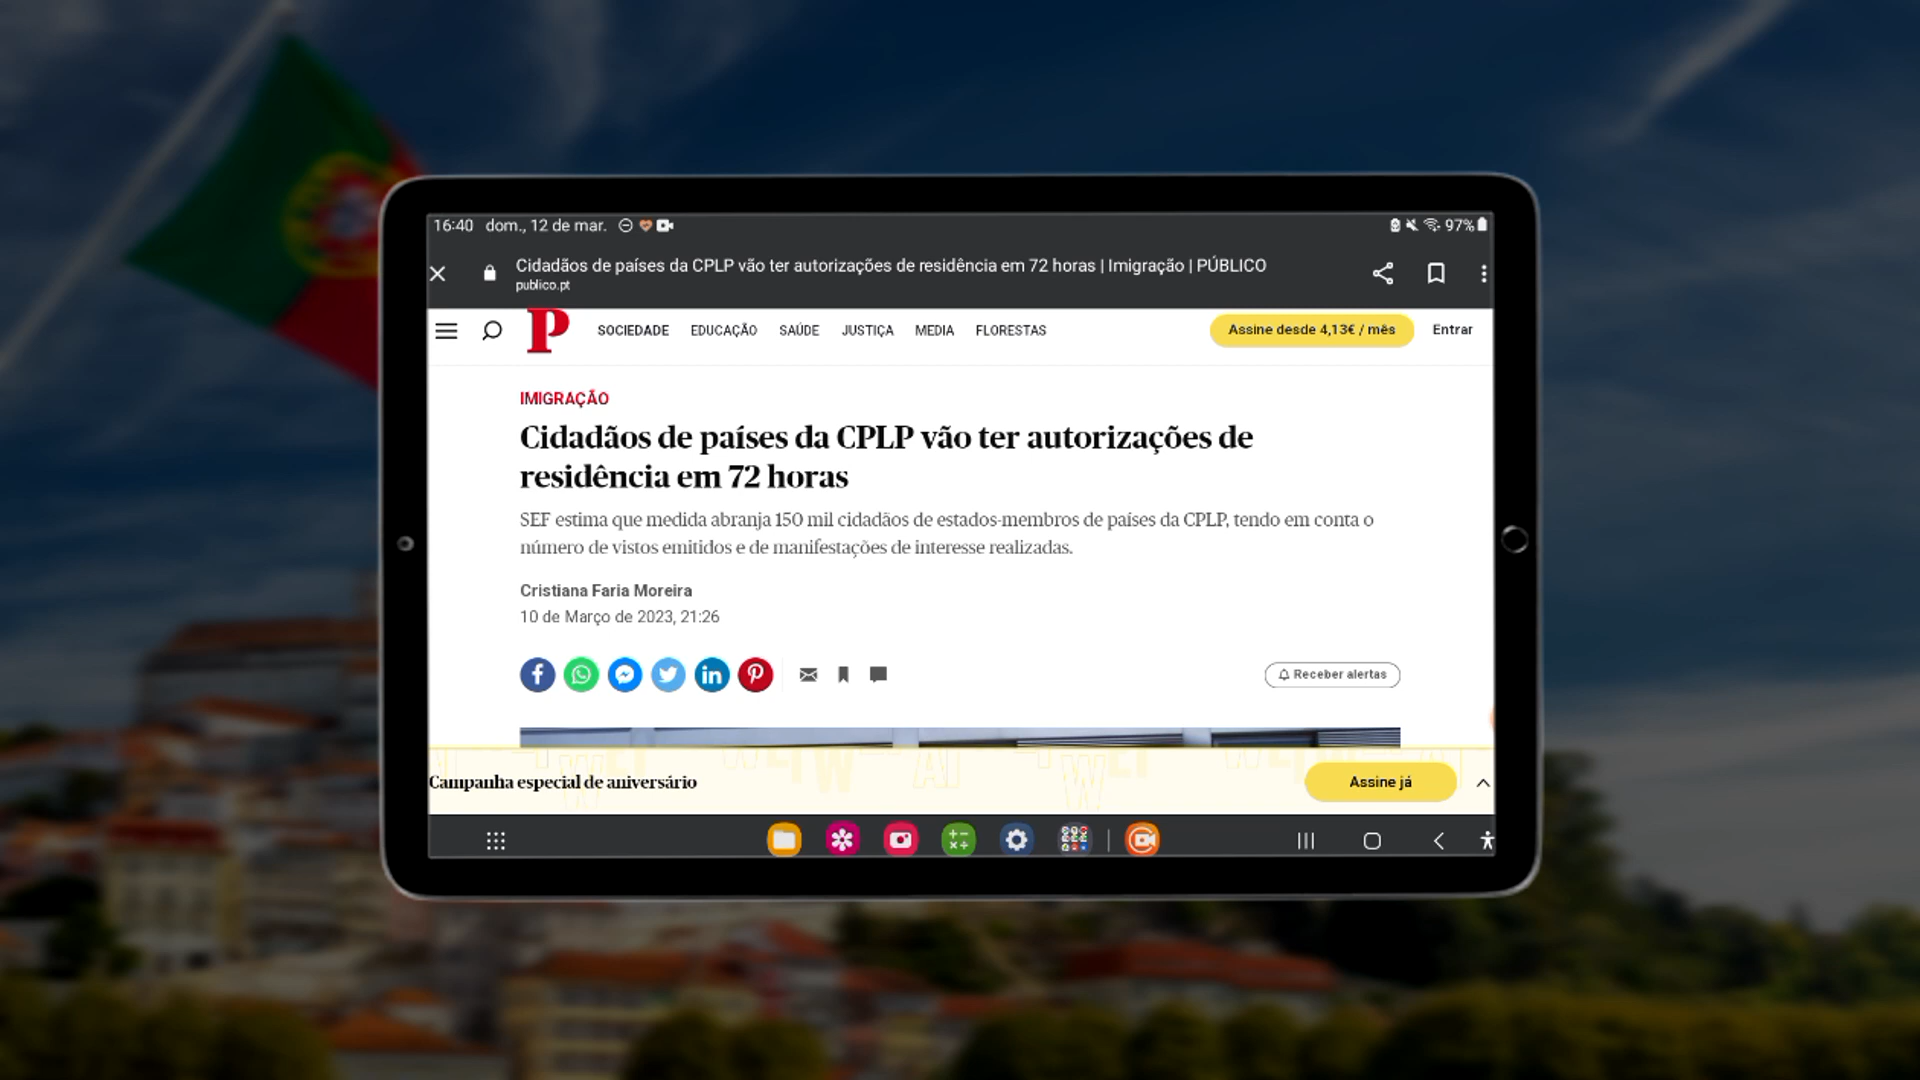 16:40 dom., 12 de mar. 97%
Cidadãos de países da CPLP vão ter autorizações de residência em 72 horas | Imigração | PÚBLICO
publico.pt
P SOCIEDADE EDUCAÇÃO SAÚDE JUSTIÇA MEDIA FLORESTAS Assine desde 4,13€ / mês Entrar
IMIGRAÇÃO
Cidadãos de países da CPLP vão ter autorizações de
residência em 72 horas
SEF estima que medida abranja 150 mil cidadãos de estados-membros de países da CPLP, tendo em conta o
número de vistos emitidos e de manifestações de interesse realizadas.
Cristiana Faria Moreira
10 de Março de 2023, 21:26
Receber alertas
Campanha especial de aniversário Assine já